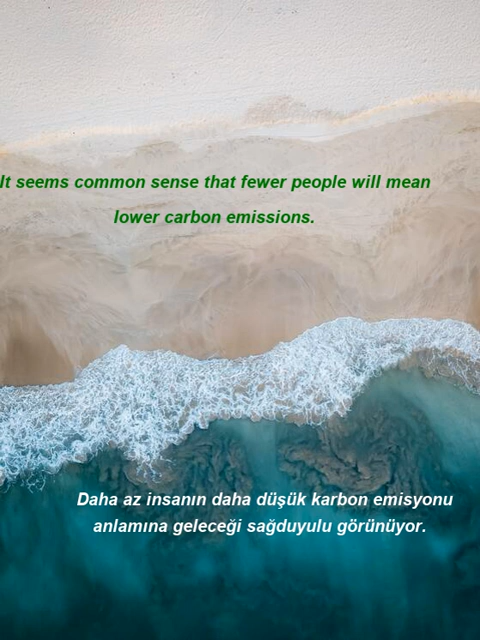 It seems common sense that fewer people will mean
lower carbon emissions.
Daha az insanın daha düşük karbon emisyonu
anlamına geleceği sağduyulu görünüyor.